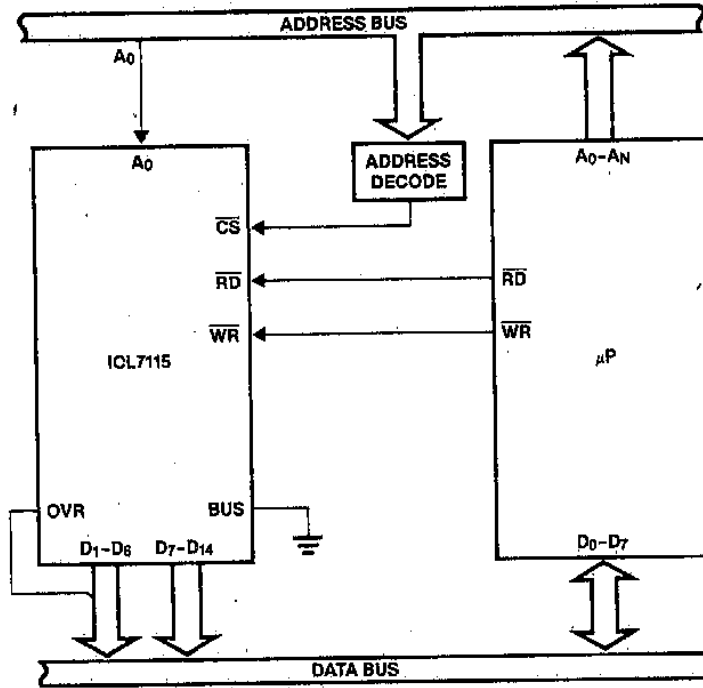 ADDRESS BUS
A0
A0
ADDRESS
DECODE
A0-AN
CS
RD
RD
WR
WR
ICL7115
µP
OVR
BUS
D1-D6
D7-D14
D0-D7
DATA BUS